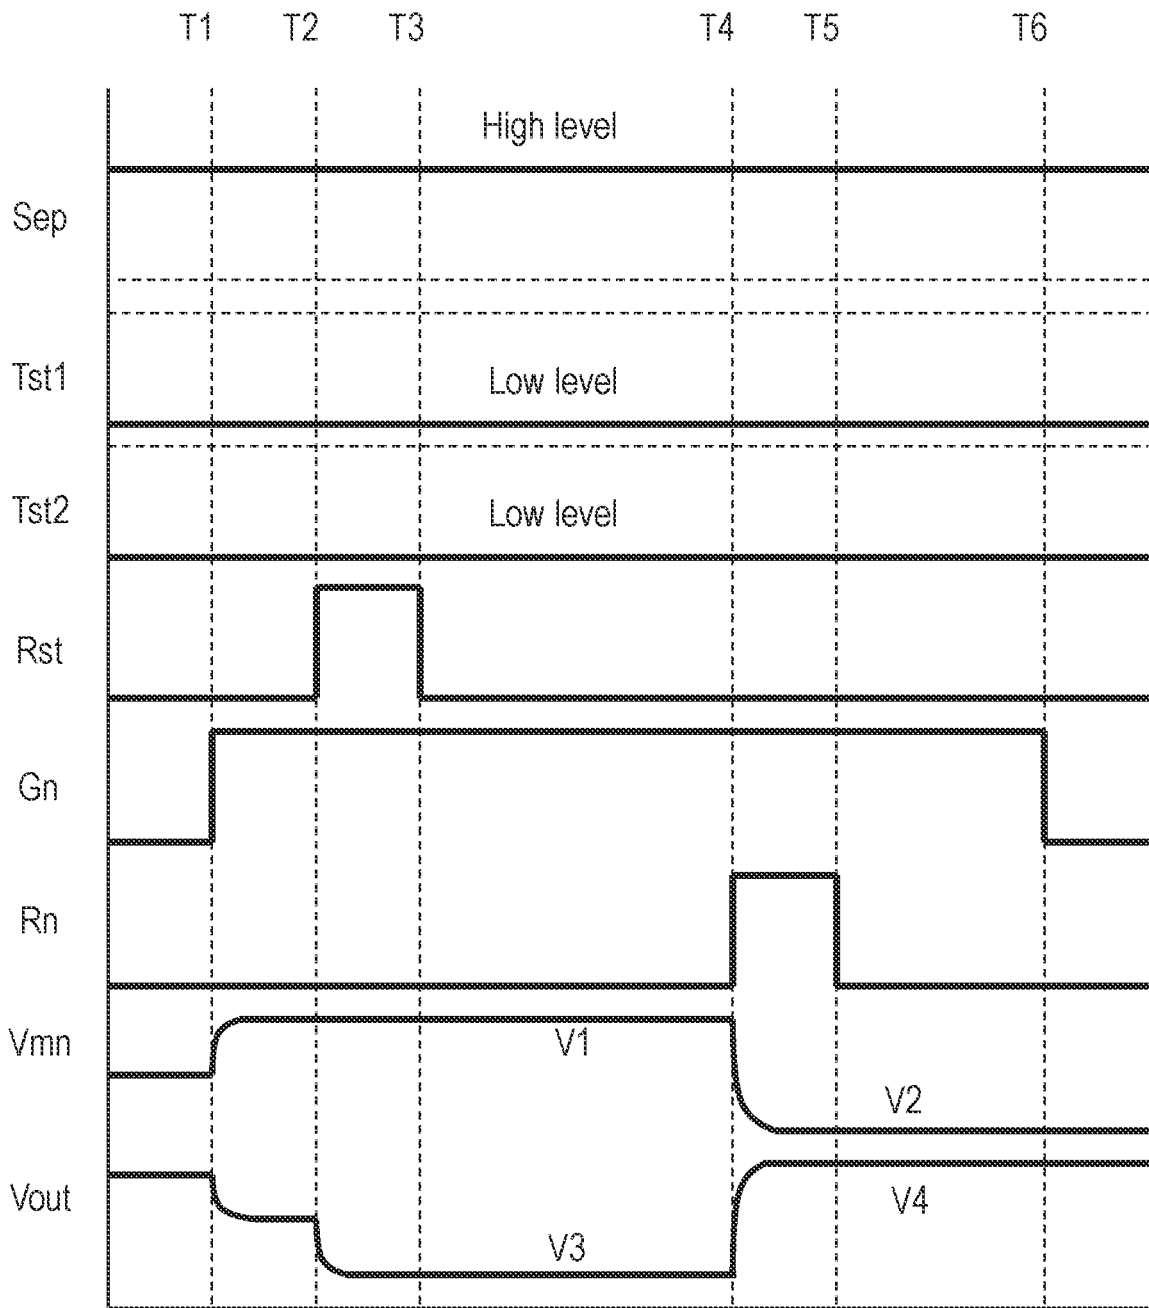 T1 T2 T3 T4 T5 T6
High level
Sep
Tst1
Low level
Tst2
Low level
Rst
Gn
Rn
Vmn
V1
V2
Vout
V4
V3